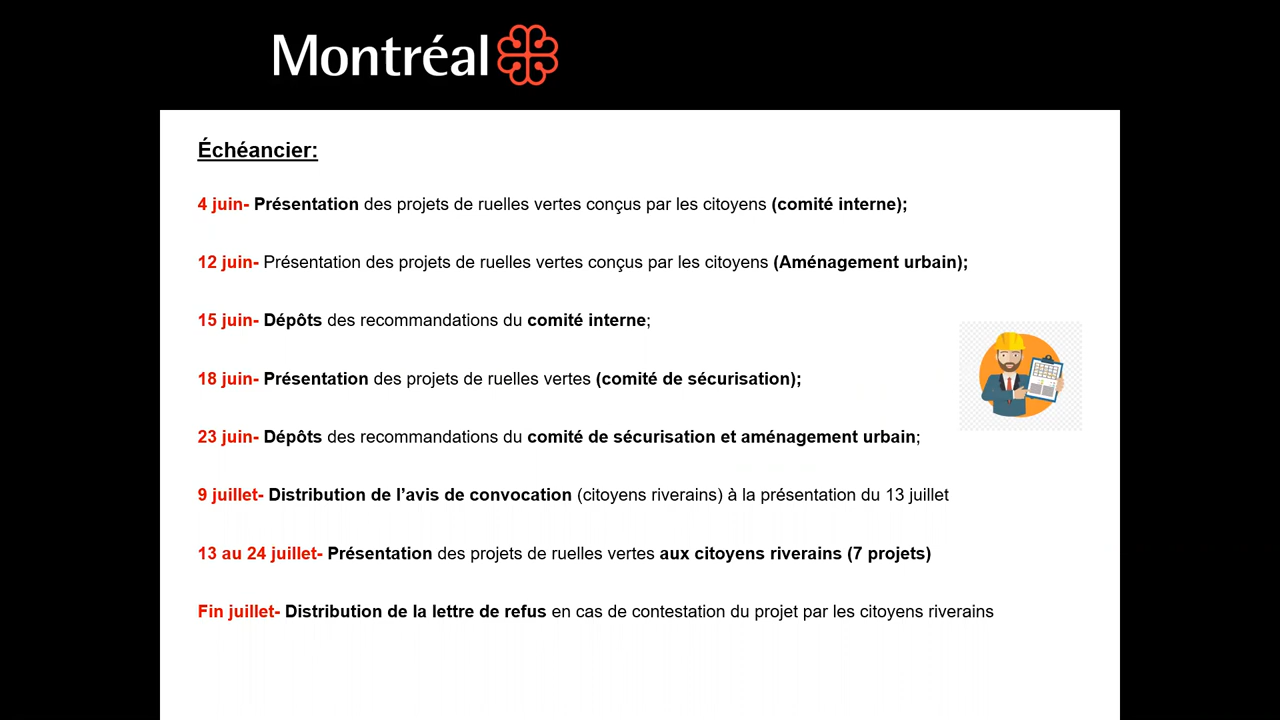 Montréal
Échéancier:
4 juin- Présentation des projets de ruelles vertes conçus par les citoyens (comité interne);
12 juin- Présentation des projets de ruelles vertes conçus par les citoyens (Aménagement urbain);
15 juin- Dépôts des recommandations du comité interne;
18 juin- Présentation des projets de ruelles vertes (comité de sécurisation);
23 juin- Dépôts des recommandations du comité de sécurisation et aménagement urbain;
9 juillet- Distribution de l’avis de convocation (citoyens riverains) à la présentation du 13 juillet
13 au 24 juillet- Présentation des projets de ruelles vertes aux citoyens riverains (7 projets)
Fin juillet- Distribution de la lettre de refus en cas de contestation du projet par les citoyens riverains